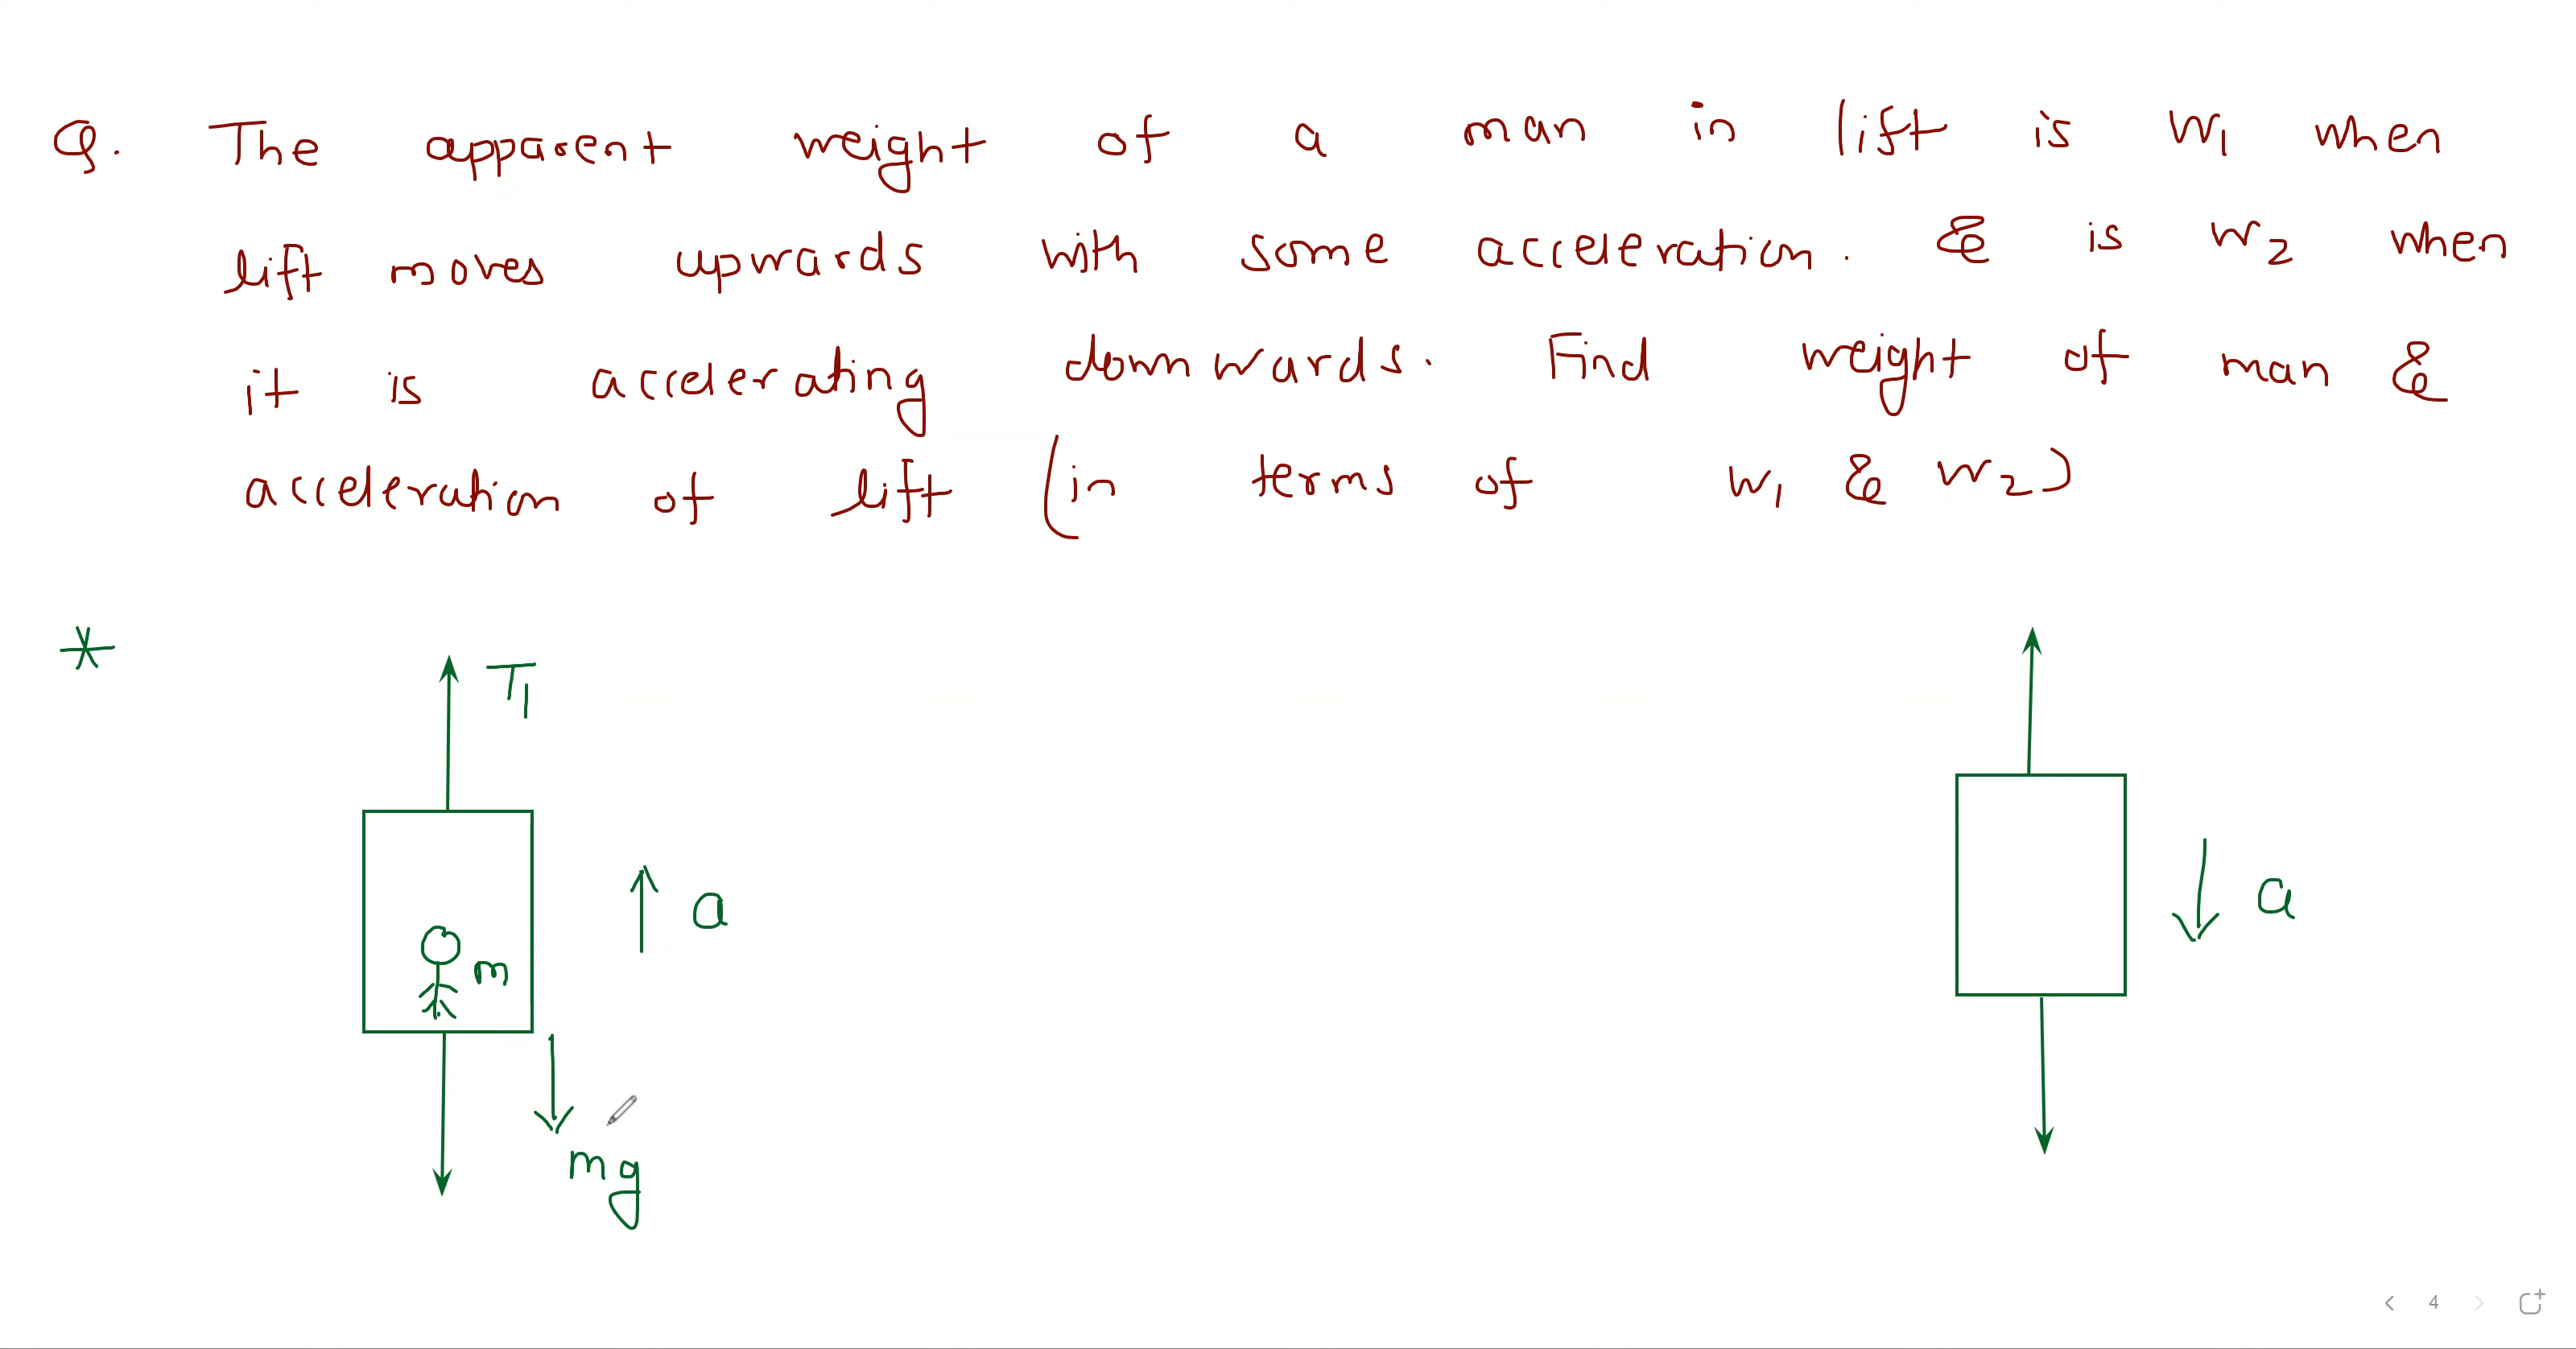 Q. The apparent weight of a man in lift is W₁ when
lift moves upwards with some acceleration. & is W₂ when
it is accelerating downwards. Find weight of man &
acceleration of lift (in terms of W₁ & W₂)
*
T₁
a
a
m
mg
4